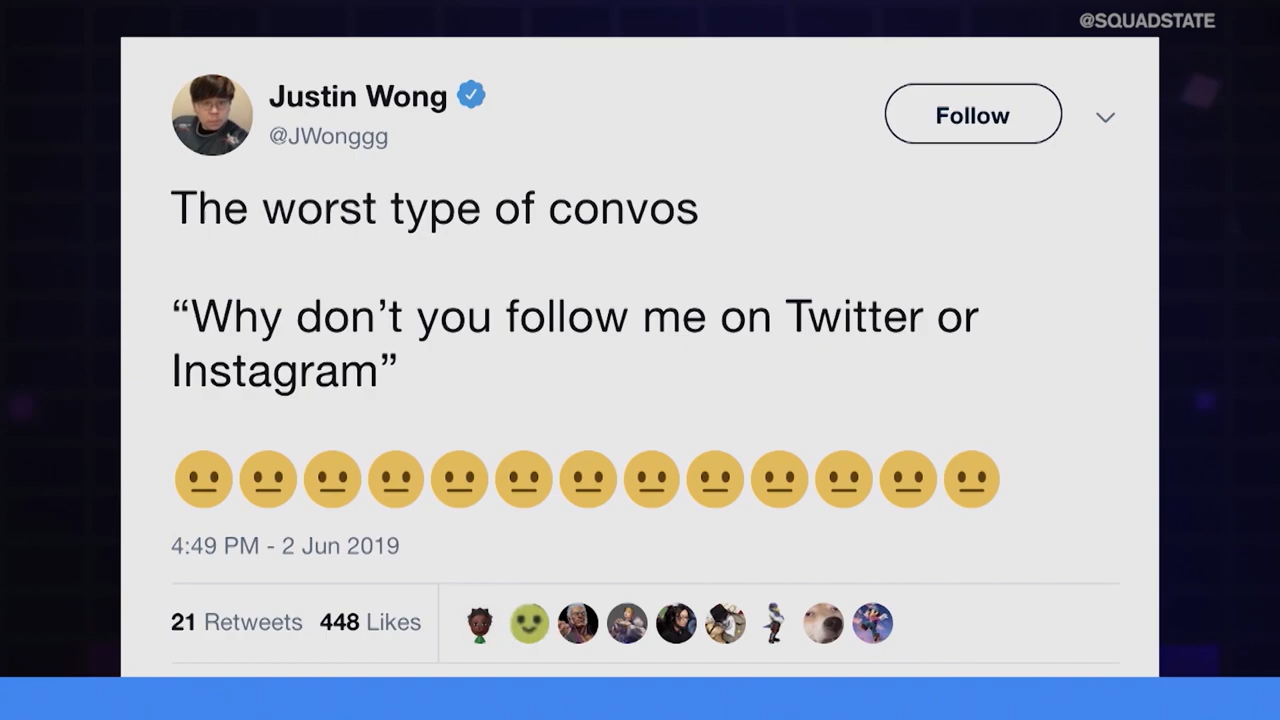 @SQUADSTATE
Justin Wong
@JWonggg
Follow
The worst type of convos
“Why don’t you follow me on Twitter or
Instagram”
😐😐😐😐😐😐😐😐😐😐😐😐😐
4:49 PM - 2 Jun 2019
21 Retweets 448 Likes